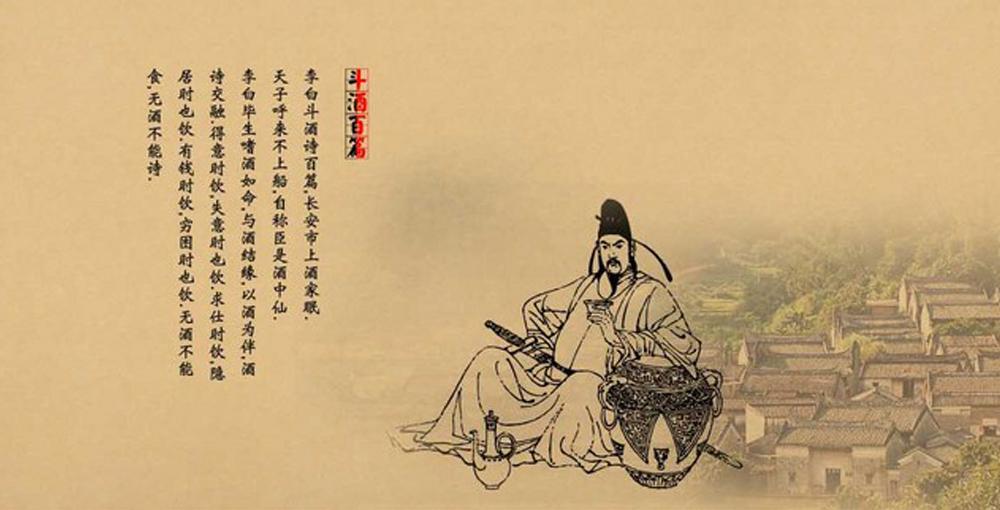 斗酒百篇
李白斗酒诗百篇,长安市上酒家眠.
天子呼来不上船,自称臣是酒中仙.
李白毕生嗜酒如命,与酒结缘,以酒为伴.酒
诗交融,得意时饮,失意时也饮.求仕时饮,隐
居时也饮.有钱时饮,穷困时也饮.无酒不能
食,无酒不能诗.